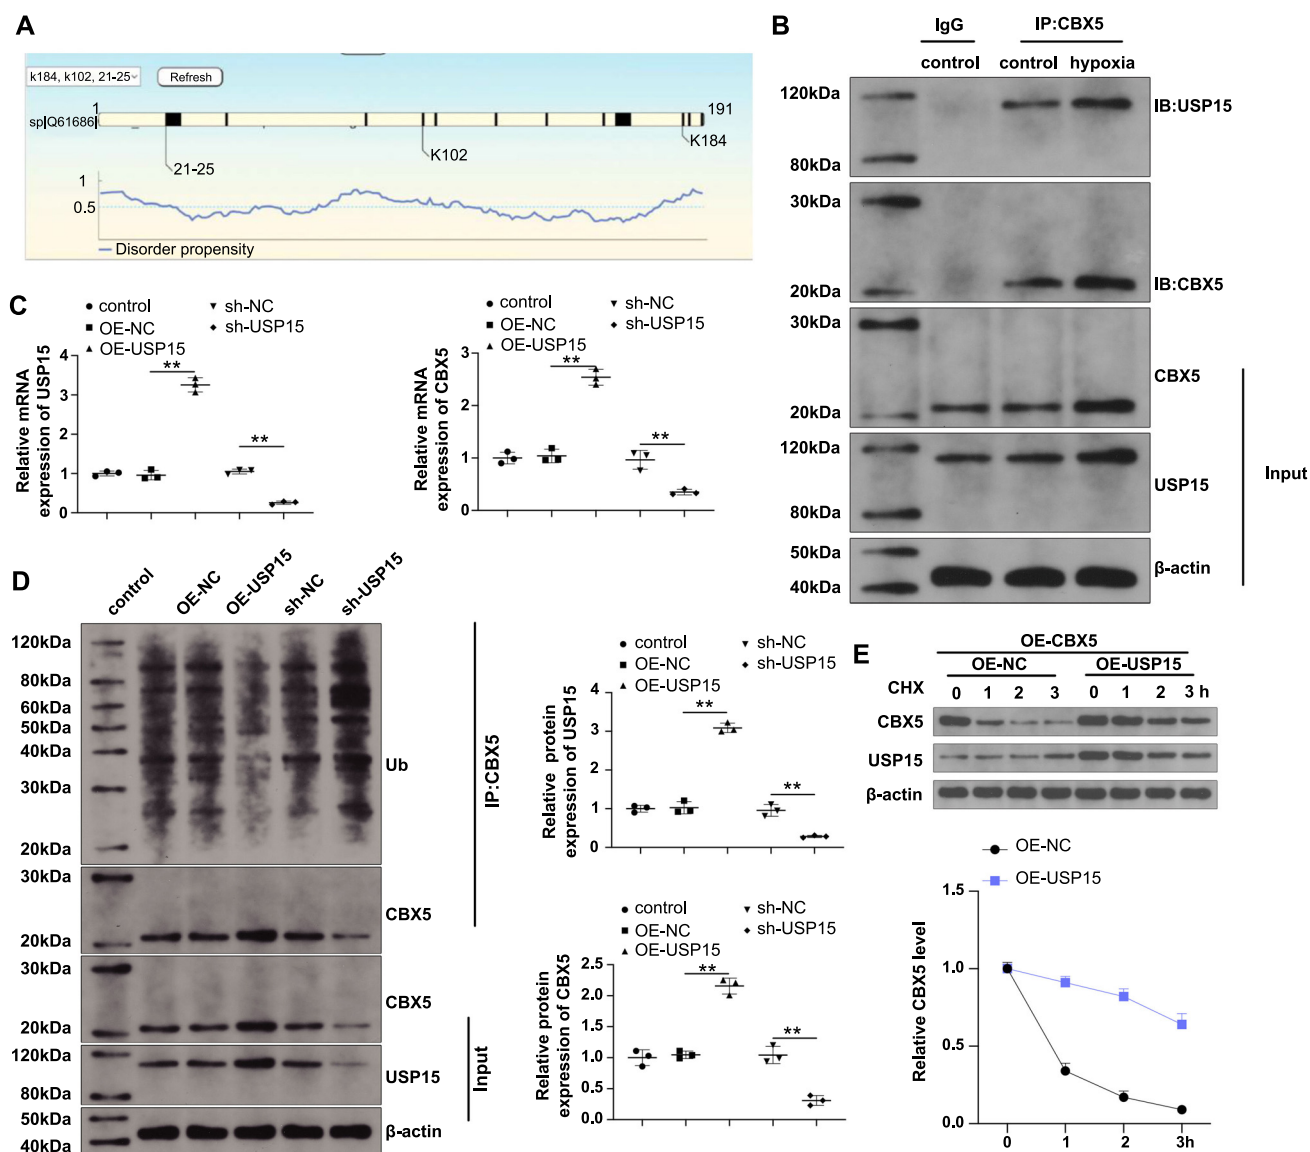 A
k184, k102, 21-25
Refresh
1
191
sp|Q61686|
21-25
K102
K184
1
0.5
Disorder propensity
B
IgG
IP:CBX5
control
control
hypoxia
120kDa
80kDa
IB:USP15
30kDa
20kDa
IB:CBX5
30kDa
20kDa
CBX5
120kDa
80kDa
USP15
50kDa
40kDa
β-actin
Input
C
control
OE-NC
OE-USP15
sh-NC
sh-USP15
Relative mRNA
expression of USP15
4
3
2
1
0
**
**
control
OE-NC
OE-USP15
sh-NC
sh-USP15
Relative mRNA
expression of CBX5
3
2
1
0
**
**
D
control
OE-NC
OE-USP15
sh-NC
sh-USP15
120kDa
80kDa
60kDa
50kDa
40kDa
30kDa
20kDa
Ub
30kDa
20kDa
CBX5
IP:CBX5
30kDa
20kDa
CBX5
120kDa
80kDa
USP15
50kDa
40kDa
β-actin
Input
control
OE-NC
OE-USP15
sh-NC
sh-USP15
Relative protein
expression of USP15
4
3
2
1
0
**
**
control
OE-NC
OE-USP15
sh-NC
sh-USP15
Relative protein
expression of CBX5
2.5
2.0
1.5
1.0
0.5
0.0
**
**
E
OE-CBX5
OE-NC
OE-USP15
CHX
0 1 2 3 0 1 2 3 h
CBX5
USP15
β-actin
OE-NC
OE-USP15
Relative CBX5 level
1.5
1.0
0.5
0.0
0 1 2 3h